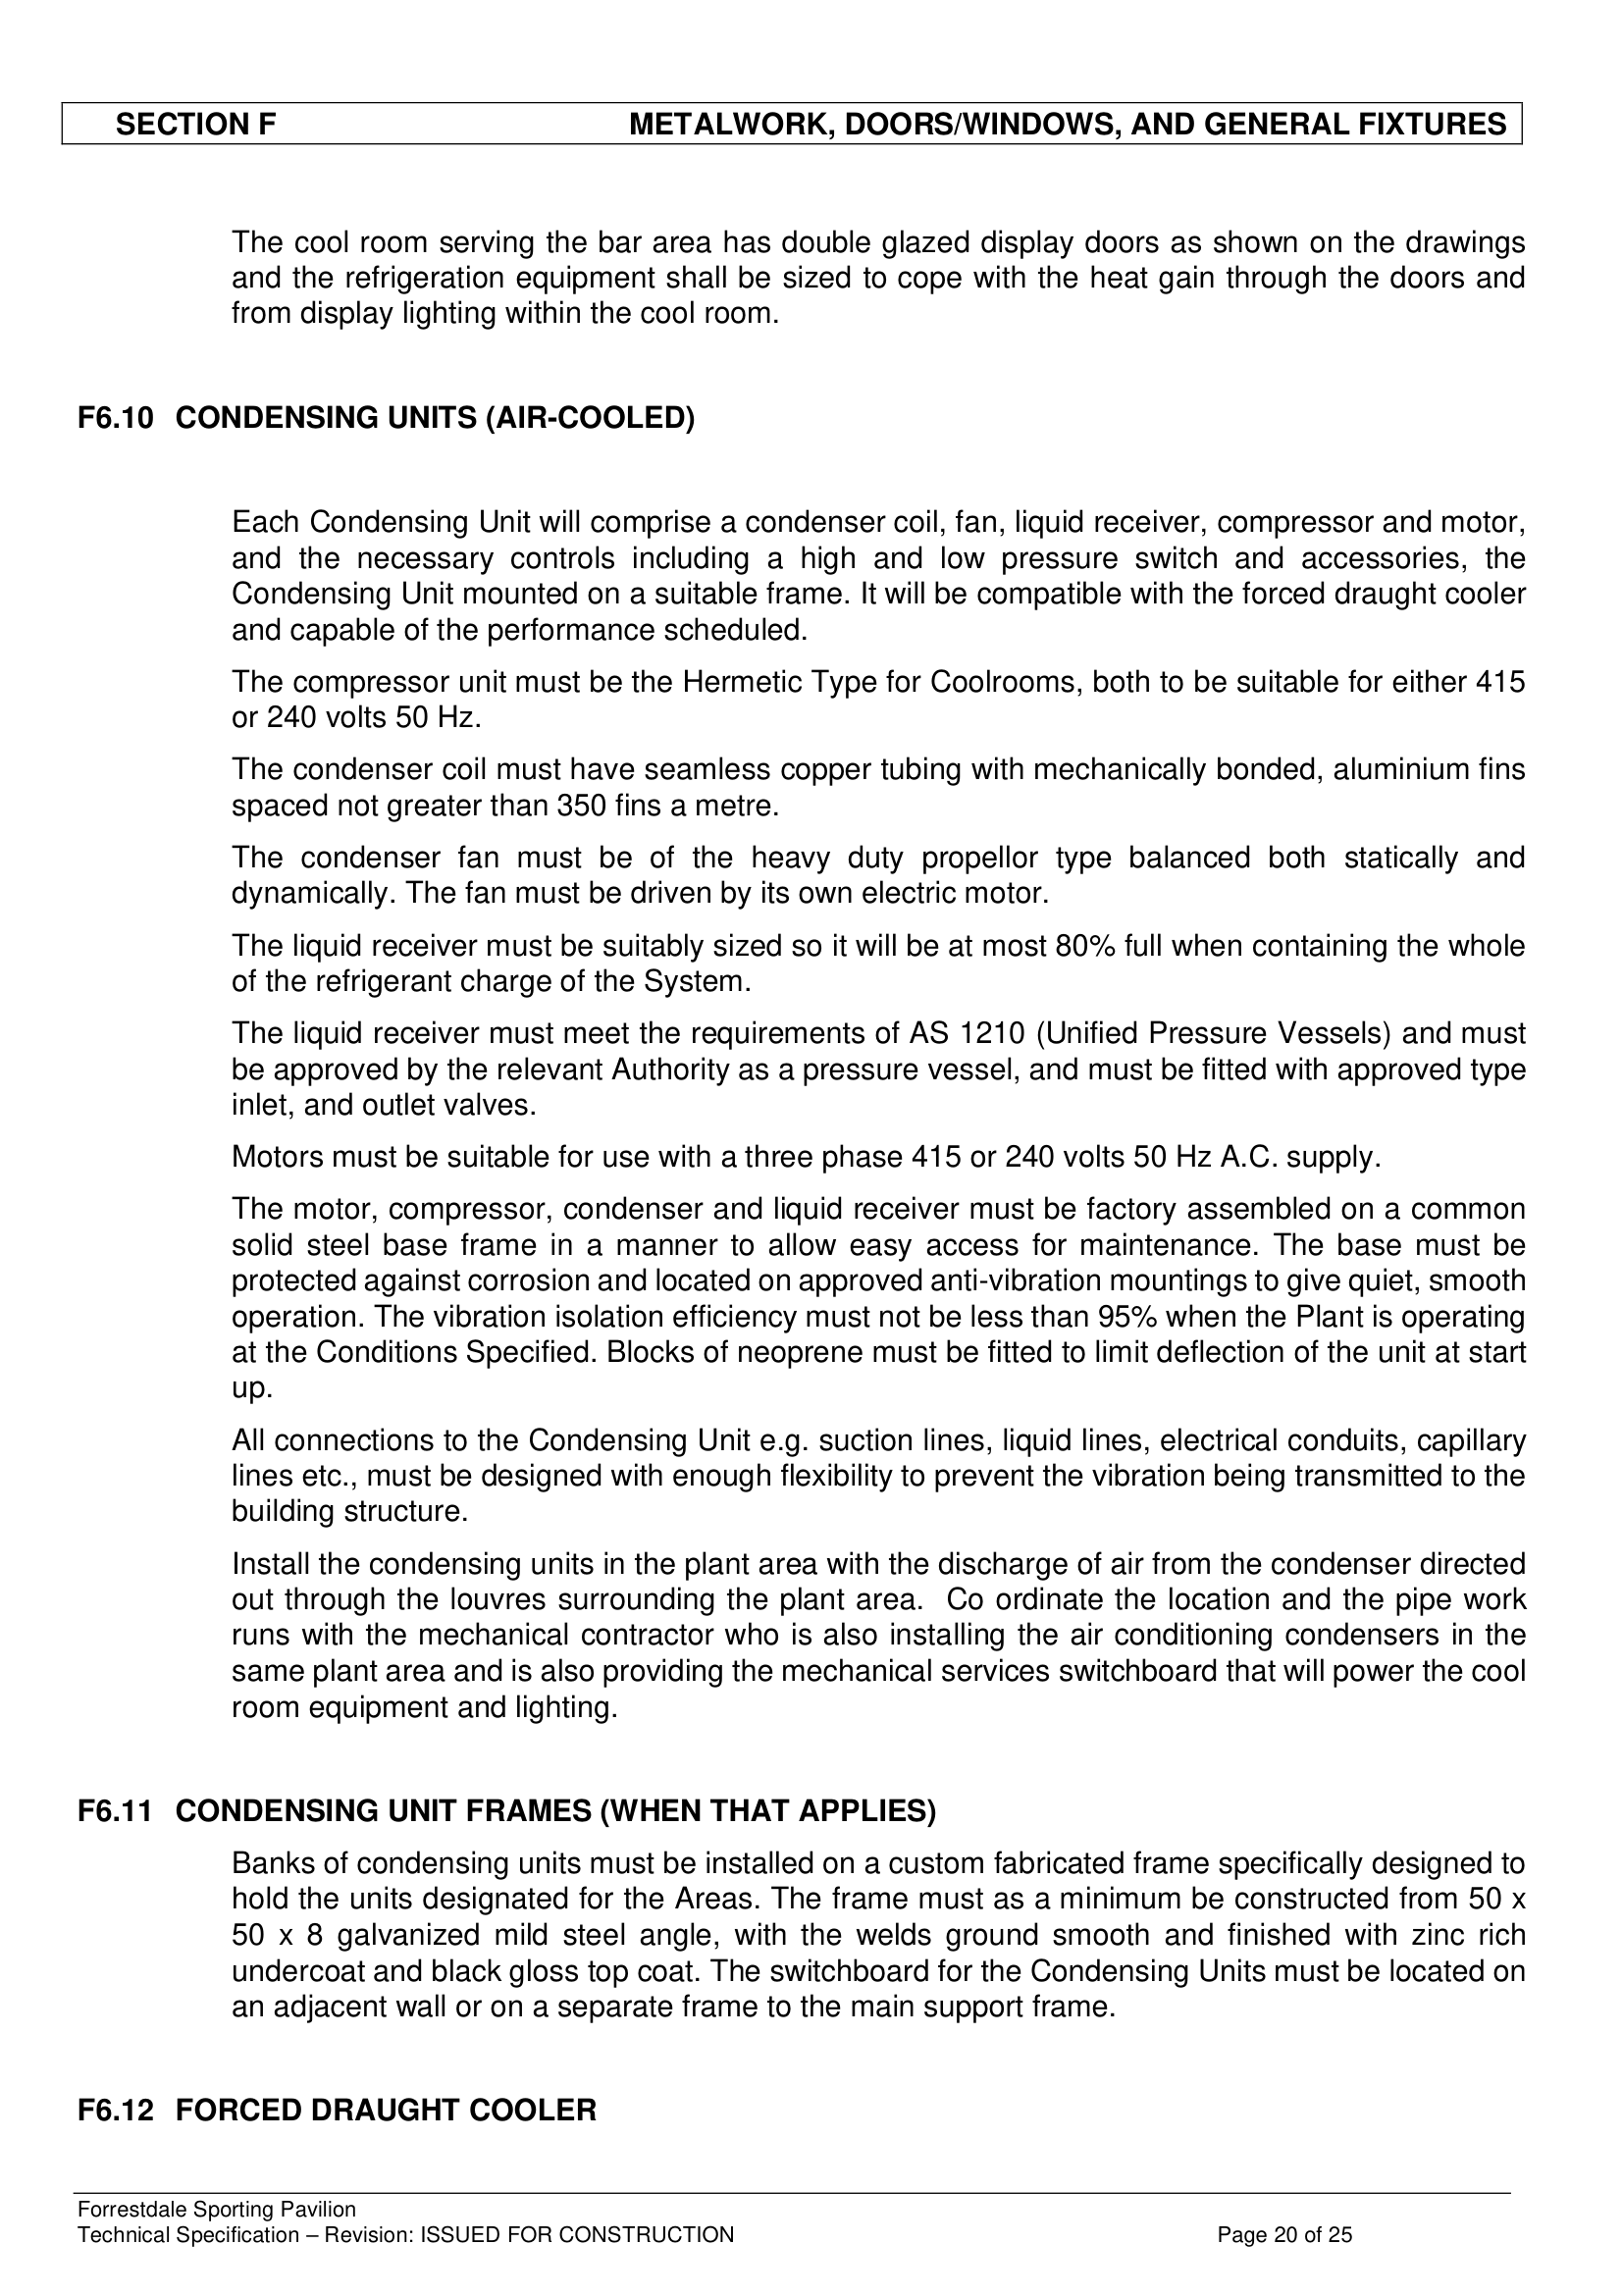 SECTION F METALWORK, DOORS/WINDOWS, AND GENERAL FIXTURES
The cool room serving the bar area has double glazed display doors as shown on the drawings
and the refrigeration equipment shall be sized to cope with the heat gain through the doors and
from display lighting within the cool room.
F6.10 CONDENSING UNITS (AIR-COOLED)
Each Condensing Unit will comprise a condenser coil, fan, liquid receiver, compressor and motor,
and the necessary controls including a high and low pressure switch and accessories, the
Condensing Unit mounted on a suitable frame. It will be compatible with the forced draught cooler
and capable of the performance scheduled.
The compressor unit must be the Hermetic Type for Coolrooms, both to be suitable for either 415
or 240 volts 50 Hz.
The condenser coil must have seamless copper tubing with mechanically bonded, aluminium fins
spaced not greater than 350 fins a metre.
The condenser fan must be of the heavy duty propellor type balanced both statically and
dynamically. The fan must be driven by its own electric motor.
The liquid receiver must be suitably sized so it will be at most 80% full when containing the whole
of the refrigerant charge of the System.
The liquid receiver must meet the requirements of AS 1210 (Unified Pressure Vessels) and must
be approved by the relevant Authority as a pressure vessel, and must be fitted with approved type
inlet, and outlet valves.
Motors must be suitable for use with a three phase 415 or 240 volts 50 Hz A.C. supply.
The motor, compressor, condenser and liquid receiver must be factory assembled on a common
solid steel base frame in a manner to allow easy access for maintenance. The base must be
protected against corrosion and located on approved anti-vibration mountings to give quiet, smooth
operation. The vibration isolation efficiency must not be less than 95% when the Plant is operating
at the Conditions Specified. Blocks of neoprene must be fitted to limit deflection of the unit at start
up.
All connections to the Condensing Unit e.g. suction lines, liquid lines, electrical conduits, capillary
lines etc., must be designed with enough flexibility to prevent the vibration being transmitted to the
building structure.
Install the condensing units in the plant area with the discharge of air from the condenser directed
out through the louvres surrounding the plant area.  Co ordinate the location and the pipe work
runs with the mechanical contractor who is also installing the air conditioning condensers in the
same plant area and is also providing the mechanical services switchboard that will power the cool
room equipment and lighting.
F6.11 CONDENSING UNIT FRAMES (WHEN THAT APPLIES)
Banks of condensing units must be installed on a custom fabricated frame specifically designed to
hold the units designated for the Areas. The frame must as a minimum be constructed from 50 x
50 x 8 galvanized mild steel angle, with the welds ground smooth and finished with zinc rich
undercoat and black gloss top coat. The switchboard for the Condensing Units must be located on
an adjacent wall or on a separate frame to the main support frame.
F6.12 FORCED DRAUGHT COOLER
Forrestdale Sporting Pavilion
Technical Specification – Revision: ISSUED FOR CONSTRUCTION Page 20 of 25